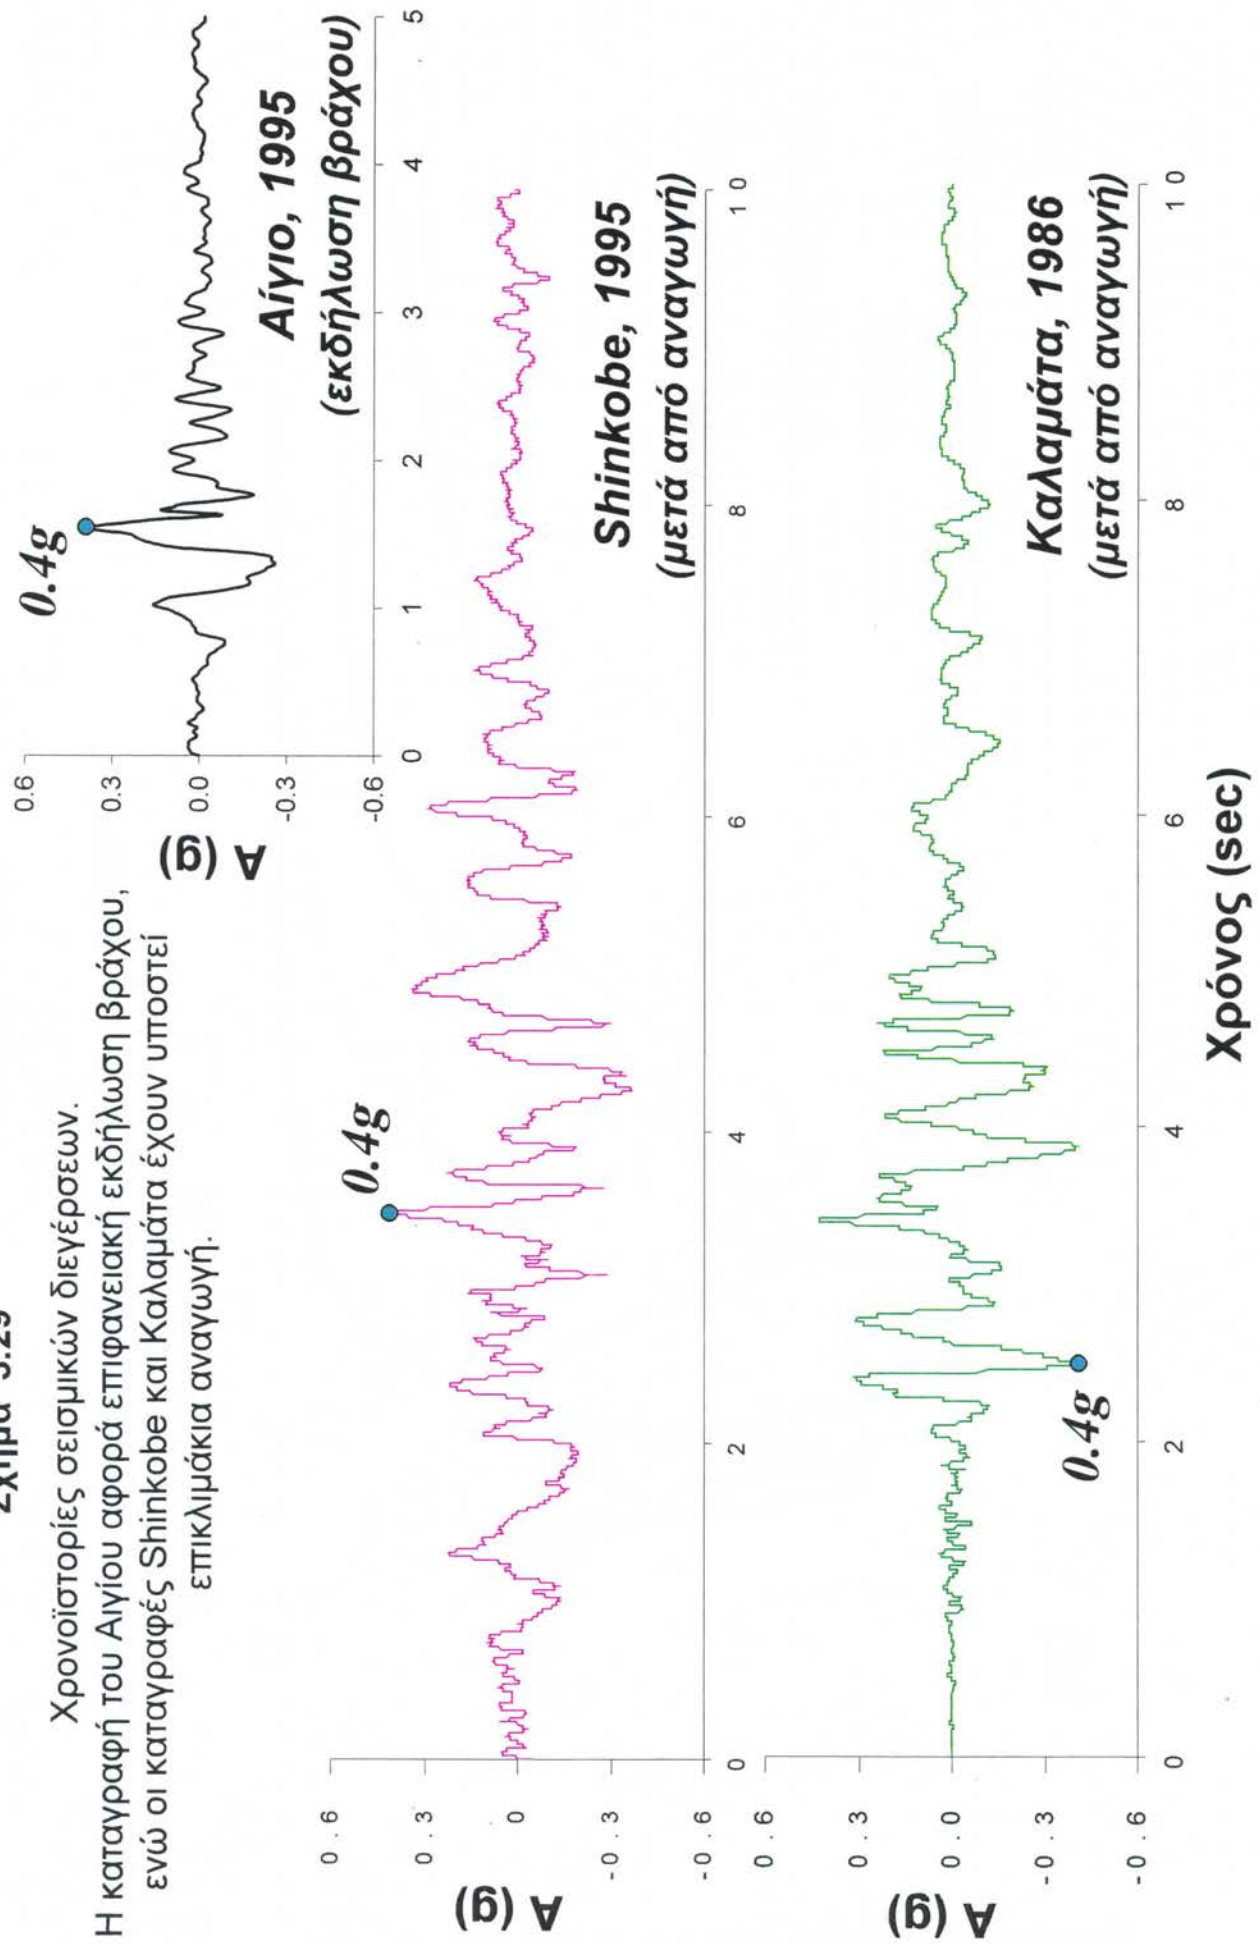 Σχήμα 5.29
Χρονοϊστορίες σεισμικών διεγέρσεων.
Η καταγραφή του Αιγίου αφορά επιφανειακή εκδήλωση βράχου,
ενώ οι καταγραφές Shinkobe και Καλαμάτα έχουν υποστεί
επικλιμάκια αναγωγή.
A (g)
0.6
0.3
0.0
-0.3
-0.6
0 1 2 3 4 5
0.4g
Αίγιο, 1995
(εκδήλωση βράχου)
A (g)
0.6
0.3
0
-0.3
-0.6
0 2 4 6 8 10
0.4g
Shinkobe, 1995
(μετά από αναγωγή)
A (g)
0.6
0.3
0.0
-0.3
-0.6
0 2 4 6 8 10
0.4g
Καλαμάτα, 1986
(μετά από αναγωγή)
Χρόνος (sec)